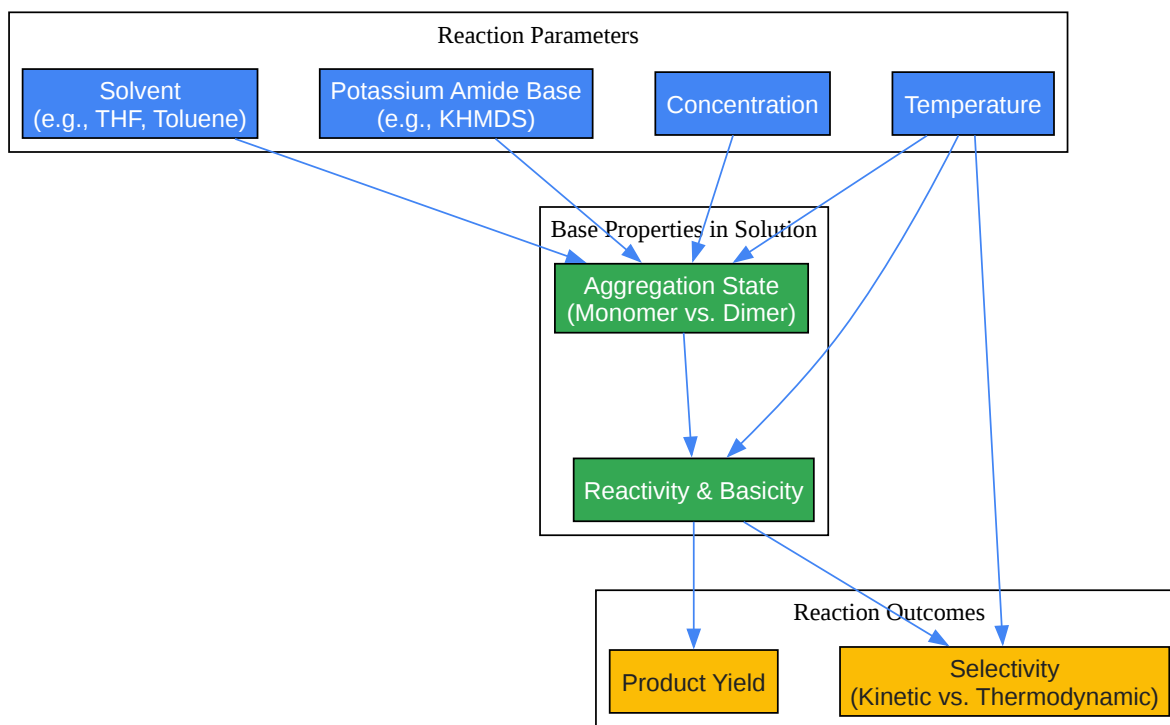 Reaction Parameters
Solvent
(e.g., THF, Toluene)
Potassium Amide Base
(e.g., KHMDS)
Concentration
Temperature
Base Properties in Solution
Aggregation State
(Monomer vs. Dimer)
Reactivity & Basicity
Reaction Outcomes
Product Yield
Selectivity
(Kinetic vs. Thermodynamic)